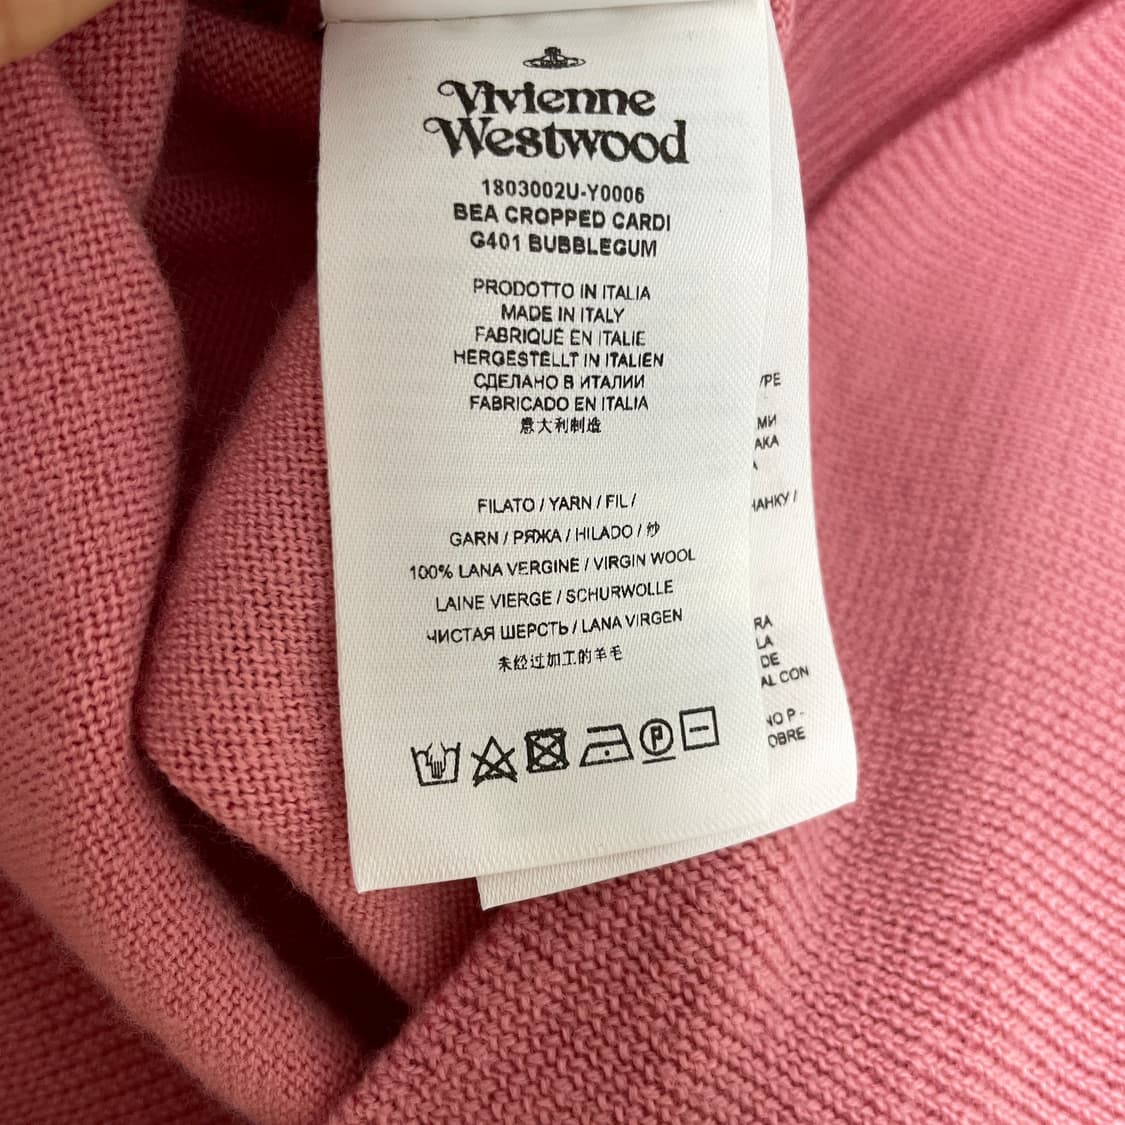 Vivienne
Westwood
1803002U-Y0006
BEA CROPPED CARDI
G401 BUBBLEGUM
PRODOTTO IN ITALIA
MADE IN ITALY
FABRIQUÉ EN ITALIE
HERGESTELLT IN ITALIEN
СДЕЛАНО В ИТАЛИИ
FABRICADO EN ITALIA
意大利制造
FILATO / YARN / FIL /
GARN / РЯЖА / HILADO / 纱
100% LANA VERGINE / VIRGIN WOOL
LAINE VIERGE / SCHURWOLLE
ЧИСТАЯ ШЕРСТЬ / LANA VIRGEN
未经过加工的羊毛
P
DE
AL CON